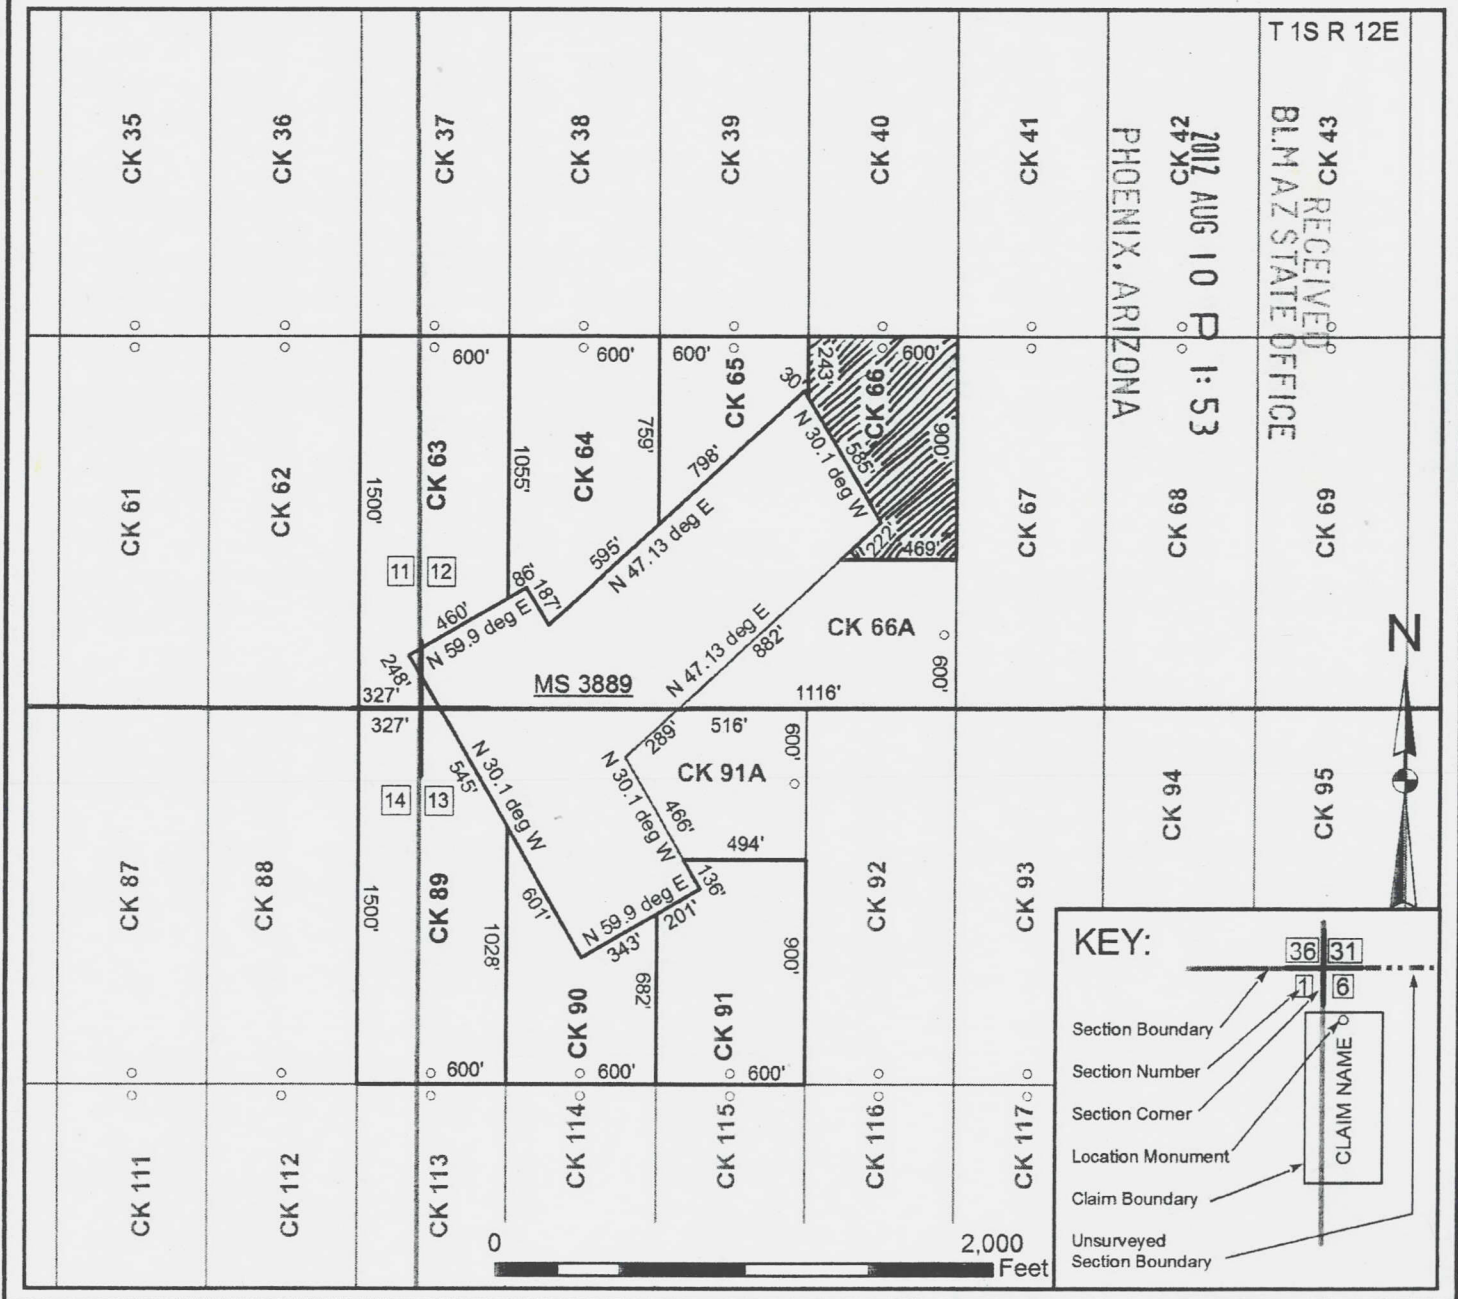 T 1S R 12E
CK 35
CK 36
CK 37
CK 38
CK 39
CK 40
CK 41
CK 42
CK 43
RECEIVED
BLM AZ STATE OFFICE
2012 AUG 10 P 1:53
PHOENIX, ARIZONA
600'
600'
600'
600'
CK 61
CK 62
CK 63
CK 64
CK 65
CK 66
CK 67
CK 68
CK 69
1500'
1055'
759'
30'
243'
585'
900'
N 30.1 deg W
798'
595'
N 47.13 deg E
222'
469'
11
12
98'
187'
460'
N 59.9 deg E
248'
327'
MS 3889
N 47.13 deg E
882'
CK 66A
600'
1116'
327'
516'
289'
600'
CK 91A
N 30.1 deg W
545'
N 30.1 deg W
466'
494'
14
13
136'
N 59.9 deg E
201'
343'
601'
CK 87
CK 88
CK 89
CK 90
CK 91
CK 92
CK 93
CK 94
CK 95
1500'
1028'
682'
900'
600'
600'
600'
CK 111
CK 112
CK 113
CK 114
CK 115
CK 116
CK 117
N
0
2,000
Feet
KEY:
36
31
1
6
Section Boundary
Section Number
Section Corner
Location Monument
Claim Boundary
Unsurveyed
Section Boundary
CLAIM NAME